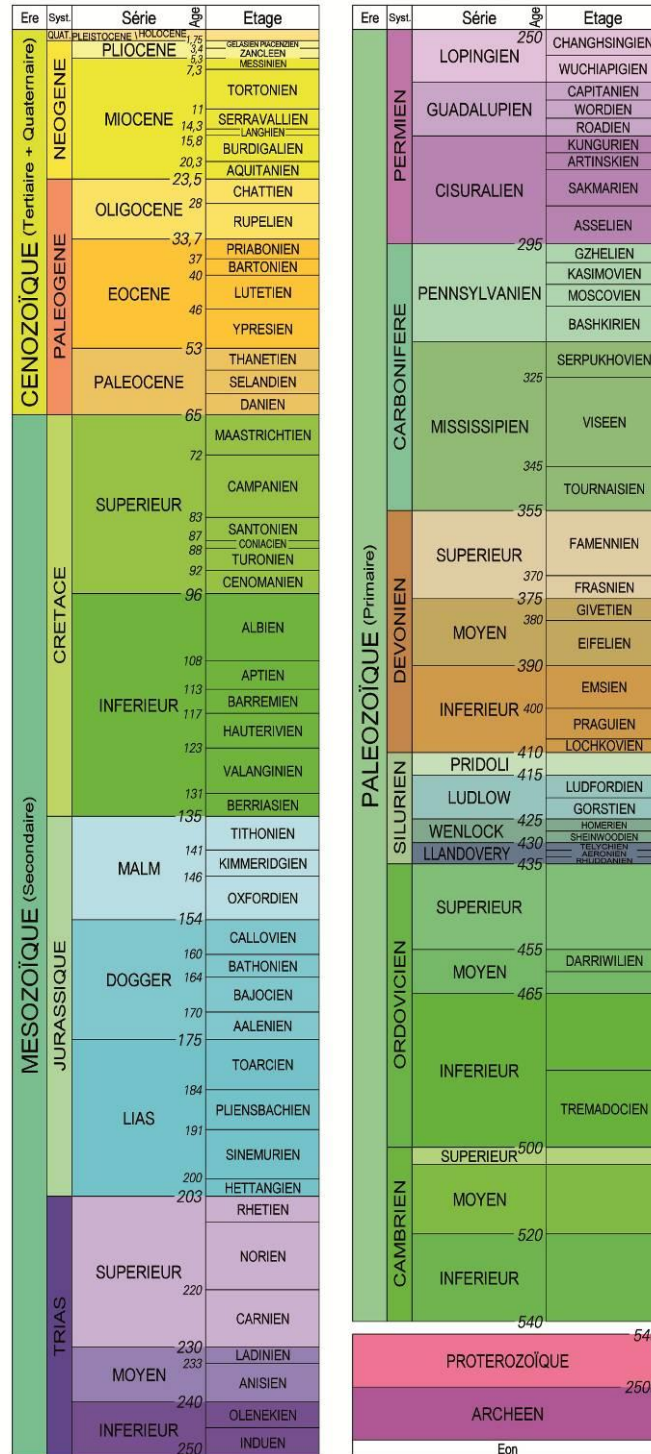 Ere Syst. Série Age Etage
CENOZOÏQUE (Tertiaire + Quaternaire)
QUAT. PLEISTOCENE \ HOLOCENE 1,75
NEOGENE
PLIOCENE 3,4 5,3
GELASIEN PIACENZIEN
ZANCLEEN
MIOCENE
MESSINIEN
7,3
TORTONIEN
11
SERRAVALLIEN
14,3
LANGHIEN
15,8
BURDIGALIEN
20,3
AQUITANIEN
23,5
PALEOGENE
OLIGOCENE
CHATTIEN
28
RUPELIEN
33,7
EOCENE
PRIABONIEN
37
BARTONIEN
40
LUTETIEN
46
YPRESIEN
53
PALEOCENE
THANETIEN
SELANDIEN
DANIEN
65
MESOZOÏQUE (Secondaire)
CRETACE
SUPERIEUR
MAASTRICHTIEN
72
CAMPANIEN
83
SANTONIEN
87
CONIACIEN
88
TURONIEN
92
CENOMANIEN
96
INFERIEUR
ALBIEN
108
APTIEN
113
BARREMIEN
117
HAUTERIVIEN
123
VALANGINIEN
131
BERRIASIEN
135
JURASSIQUE
MALM
TITHONIEN
141
KIMMERIDGIEN
146
OXFORDIEN
154
DOGGER
CALLOVIEN
160
BATHONIEN
164
BAJOCIEN
170
AALENIEN
175
LIAS
TOARCIEN
184
PLIENSBACHIEN
191
SINEMURIEN
200
HETTANGIEN
203
TRIAS
SUPERIEUR
RHETIEN
NORIEN
220
CARNIEN
230
MOYEN
LADINIEN
233
ANISIEN
240
INFERIEUR
OLENEKIEN
INDUEN
250
Ere Syst. Série Age Etage
250
PALEOZOÏQUE (Primaire)
PERMIEN
LOPINGIEN
CHANGHSINGIEN
WUCHIAPIGIEN
GUADALUPIEN
CAPITANIEN
WORDIEN
ROADIEN
CISURALIEN
KUNGURIEN
ARTINSKIEN
SAKMARIEN
ASSELIEN
295
CARBONIFERE
PENNSYLVANIEN
GZHELIEN
KASIMOVIEN
MOSCOVIEN
BASHKIRIEN
MISSISSIPIEN
SERPUKHOVIEN
325
VISEEN
345
TOURNAISIEN
355
DEVONIEN
SUPERIEUR
FAMENNIEN
370
FRASNIEN
375
MOYEN
GIVETIEN
380
EIFELIEN
390
INFERIEUR
EMSIEN
400
PRAGUIEN
LOCHKOVIEN
410
SILURIEN
PRIDOLI
415
LUDLOW
LUDFORDIEN
GORSTIEN
425
WENLOCK
HOMERIEN
SHEINWOODIEN
430
LLANDOVERY
TELYCHIEN
AERONIEN
RHUDDANIEN
435
ORDOVICIEN
SUPERIEUR
455
MOYEN
DARRIWILIEN
465
INFERIEUR
TREMADOCIEN
500
CAMBRIEN
SUPERIEUR
MOYEN
520
INFERIEUR
540
54
PROTEROZOÏQUE
250
ARCHEEN
Eon